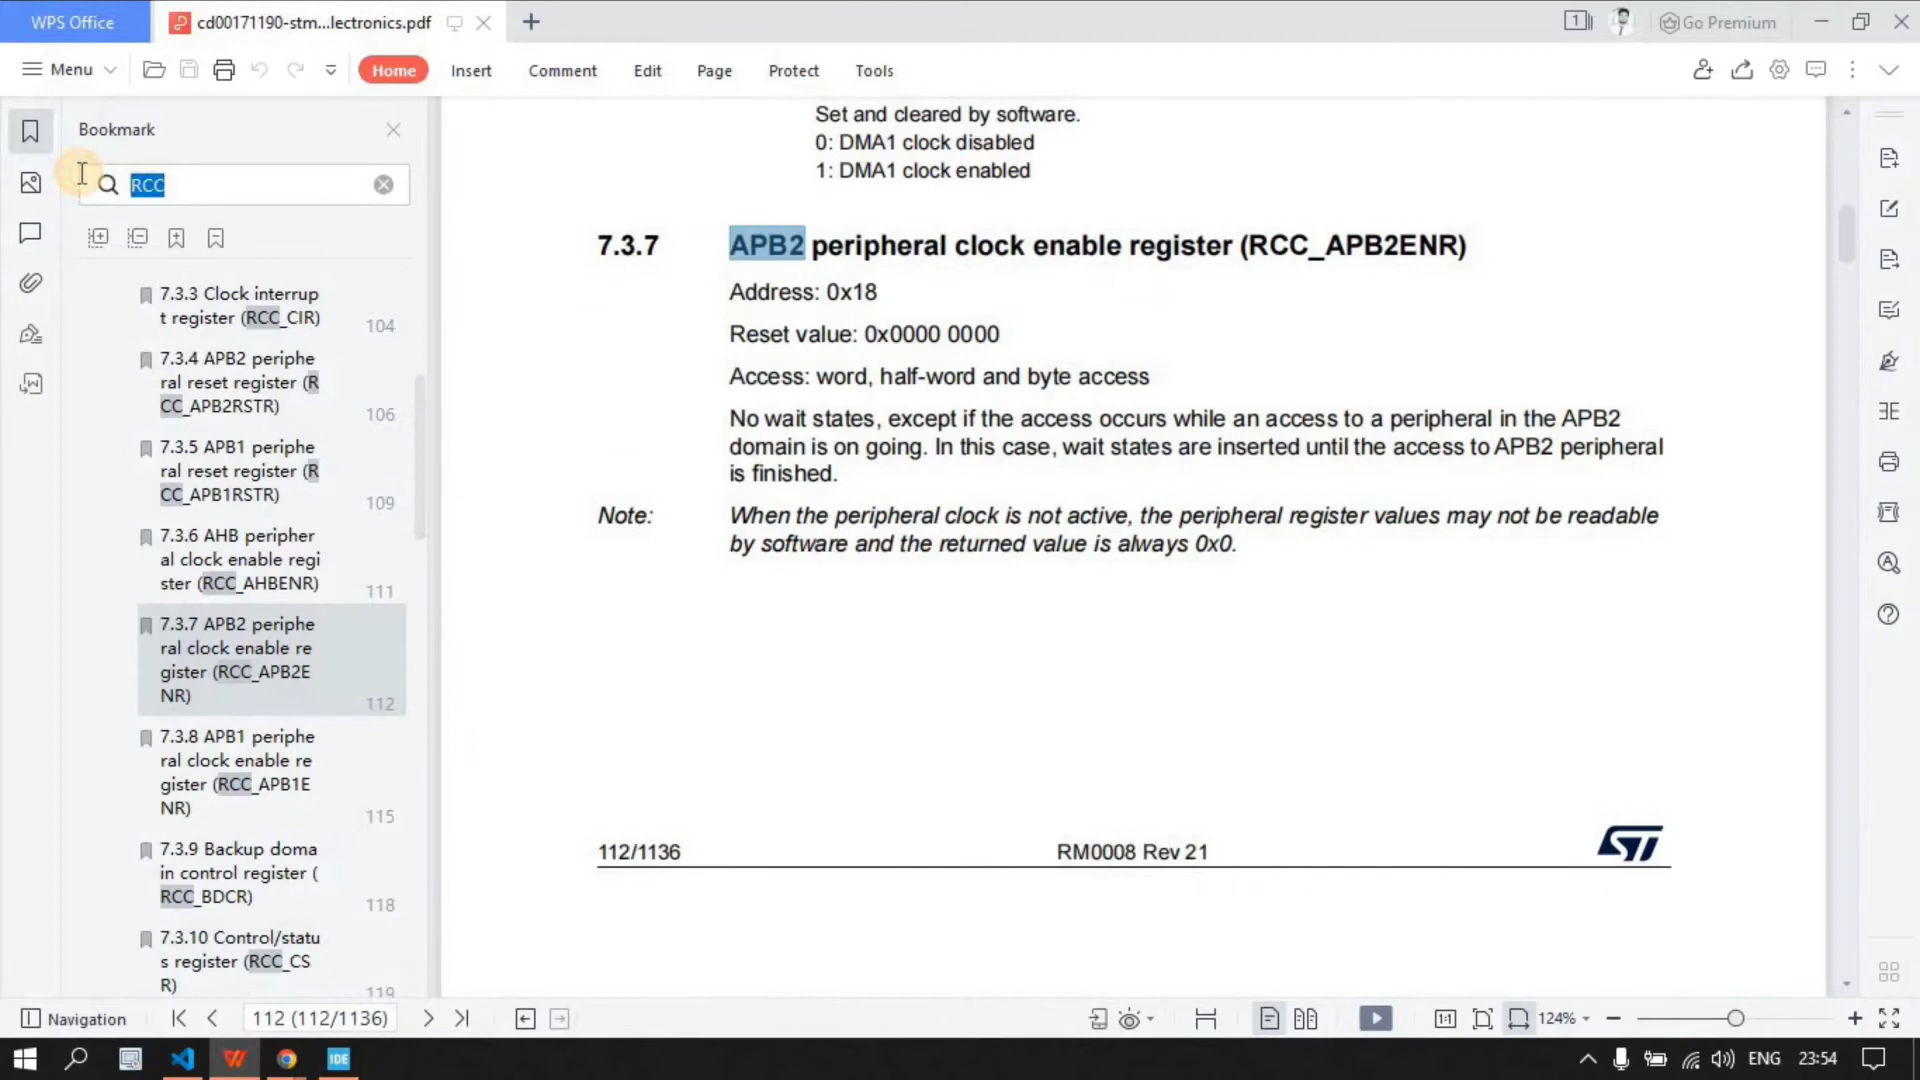 WPS Office
cd00171190-stm...lectronics.pdf
1
Go Premium
Menu
Home
Insert
Comment
Edit
Page
Protect
Tools
Bookmark
RCC
7.3.3 Clock interrup
t register (RCC_CIR)
104
7.3.4 APB2 periphe
ral reset register (R
CC_APB2RSTR)
106
7.3.5 APB1 periphe
ral reset register (R
CC_APB1RSTR)
109
7.3.6 AHB peripher
al clock enable regi
ster (RCC_AHBENR)
111
7.3.7 APB2 periphe
ral clock enable re
gister (RCC_APB2E
NR)
112
7.3.8 APB1 periphe
ral clock enable re
gister (RCC_APB1E
NR)
115
7.3.9 Backup doma
in control register (
RCC_BDCR)
118
7.3.10 Control/statu
s register (RCC_CS
R)
119
Set and cleared by software.
0: DMA1 clock disabled
1: DMA1 clock enabled
7.3.7 APB2 peripheral clock enable register (RCC_APB2ENR)
Address: 0x18
Reset value: 0x0000 0000
Access: word, half-word and byte access
No wait states, except if the access occurs while an access to a peripheral in the APB2
domain is on going. In this case, wait states are inserted until the access to APB2 peripheral
is finished.
Note: When the peripheral clock is not active, the peripheral register values may not be readable
by software and the returned value is always 0x0.
112/1136
RM0008 Rev 21
ST
Navigation
112 (112/1136)
124%
IDE
ENG
23:54